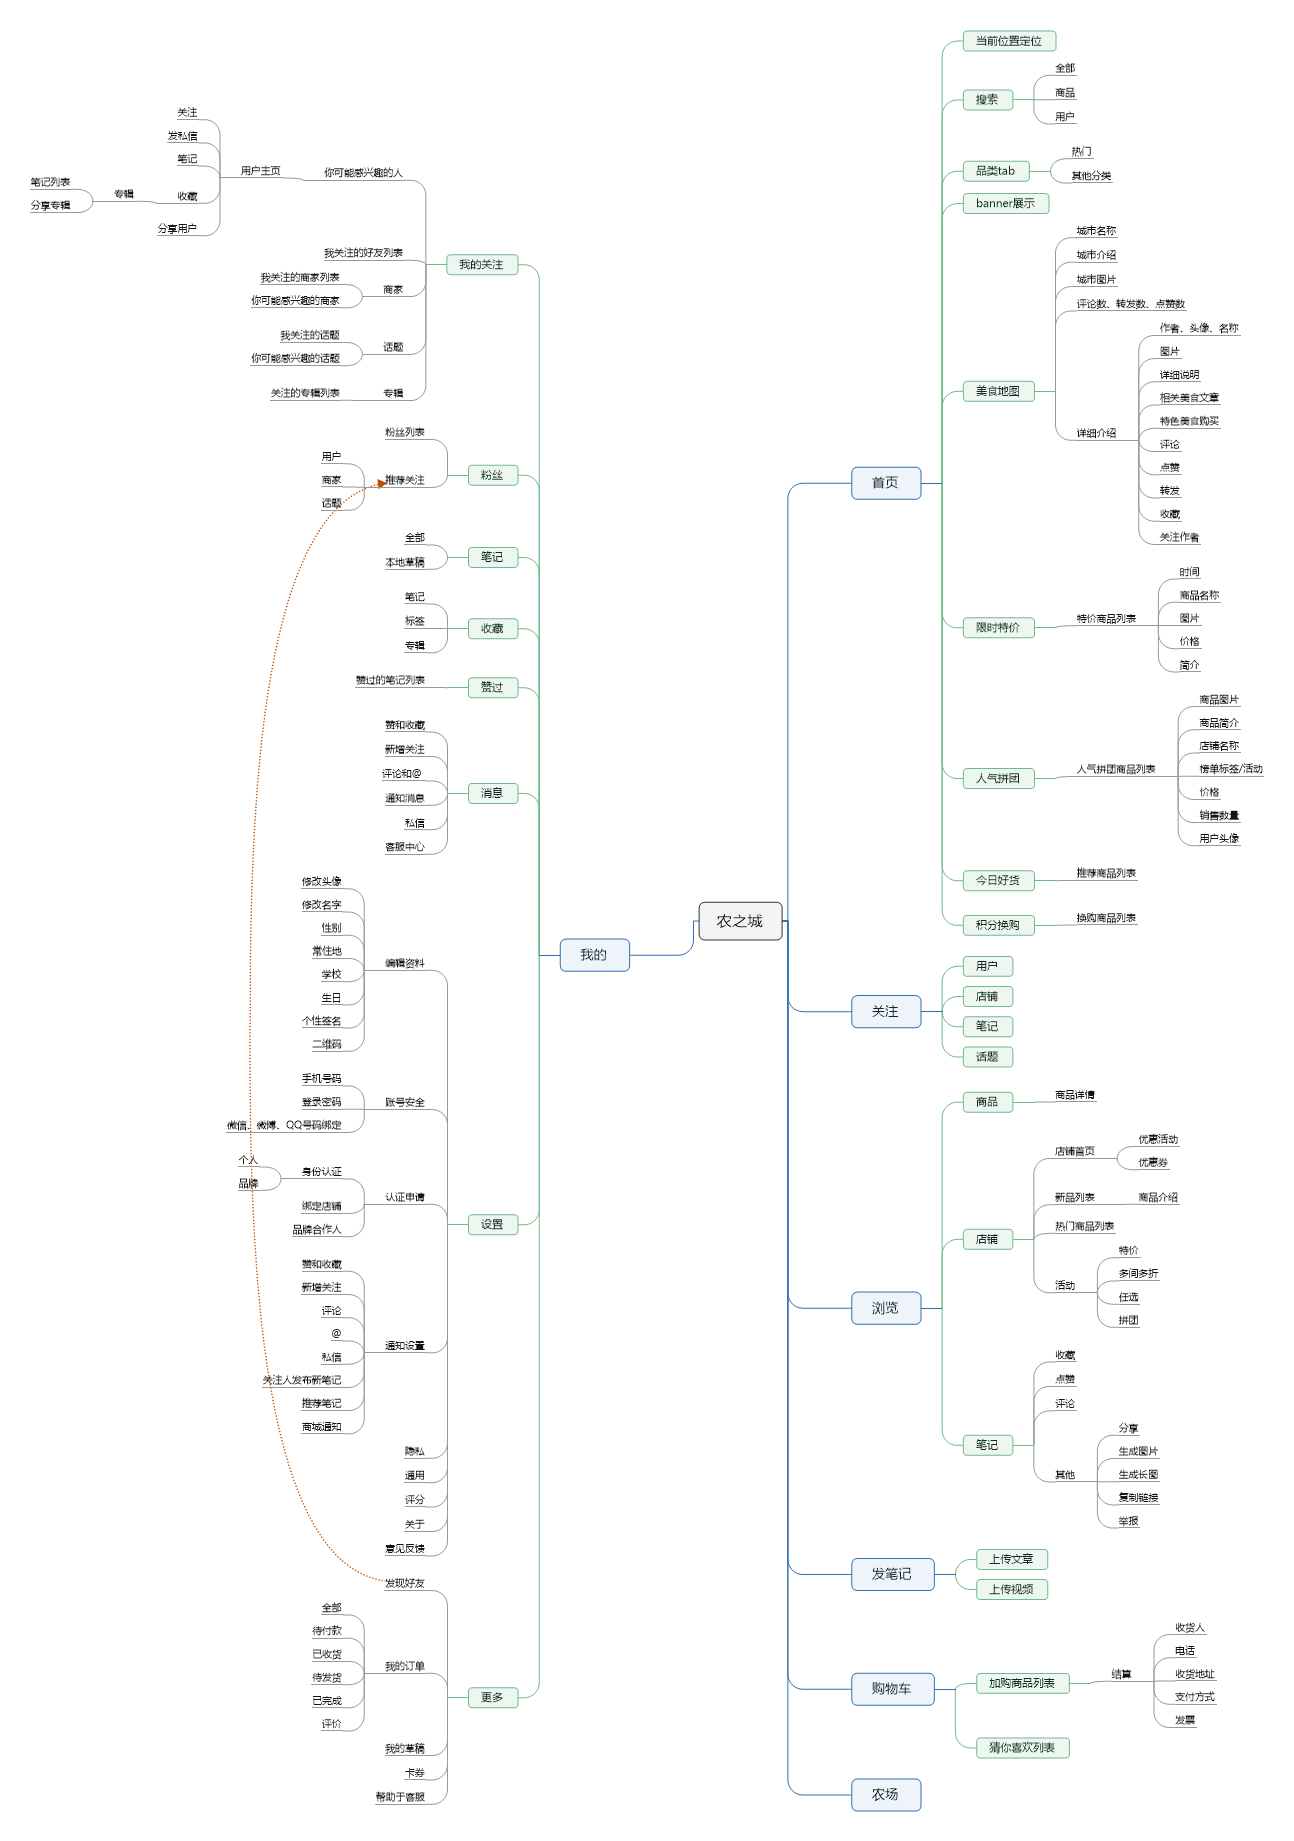 农之城
首页
当前位置定位
搜索
全部
商品
用户
品类tab
热门
其他分类
banner展示
美食地图
城市名称
城市介绍
城市图片
评论数、转发数、点赞数
详细介绍
作者、头像、名称
图片
详细说明
相关美食文章
特色美食购买
评论
点赞
转发
收藏
关注作者
限时特价
特价商品列表
时间
商品名称
图片
价格
简介
人气拼团
人气拼团商品列表
商品图片
商品简介
店铺名称
榜单标签/活动
价格
销售数量
用户头像
今日好货
推荐商品列表
积分换购
换购商品列表
关注
用户
店铺
笔记
话题
浏览
商品
商品详情
店铺
店铺首页
优惠活动
优惠券
新品列表
商品介绍
热门商品列表
活动
特价
多间多折
任选
拼团
笔记
收藏
点赞
评论
其他
分享
生成图片
生成长图
复制链接
举报
发笔记
上传文章
上传视频
购物车
加购商品列表
结算
收货人
电话
收货地址
支付方式
发票
猜你喜欢列表
农场
我的
我的关注
你可能感兴趣的人
用户主页
关注
发私信
笔记
收藏
专辑
笔记列表
分享专辑
分享用户
我关注的好友列表
商家
我关注的商家列表
你可能感兴趣的商家
话题
我关注的话题
你可能感兴趣的话题
专辑
关注的专辑列表
粉丝
粉丝列表
推荐关注
用户
商家
话题
笔记
全部
本地草稿
收藏
笔记
标签
专辑
赞过
赞过的笔记列表
消息
赞和收藏
新增关注
评论和@
通知消息
私信
客服中心
设置
编辑资料
修改头像
修改名字
性别
常住地
学校
生日
个性签名
二维码
账号安全
手机号码
登录密码
微信、微博、QQ号码绑定
认证申请
身份认证
个人
品牌
绑定店铺
品牌合作人
通知设置
赞和收藏
新增关注
评论
@
私信
关注人发布新笔记
推荐笔记
商城通知
隐私
通用
评分
关于
意见反馈
更多
发现好友
我的订单
全部
待付款
已收货
待发货
已完成
评价
我的草稿
卡券
帮助于客服